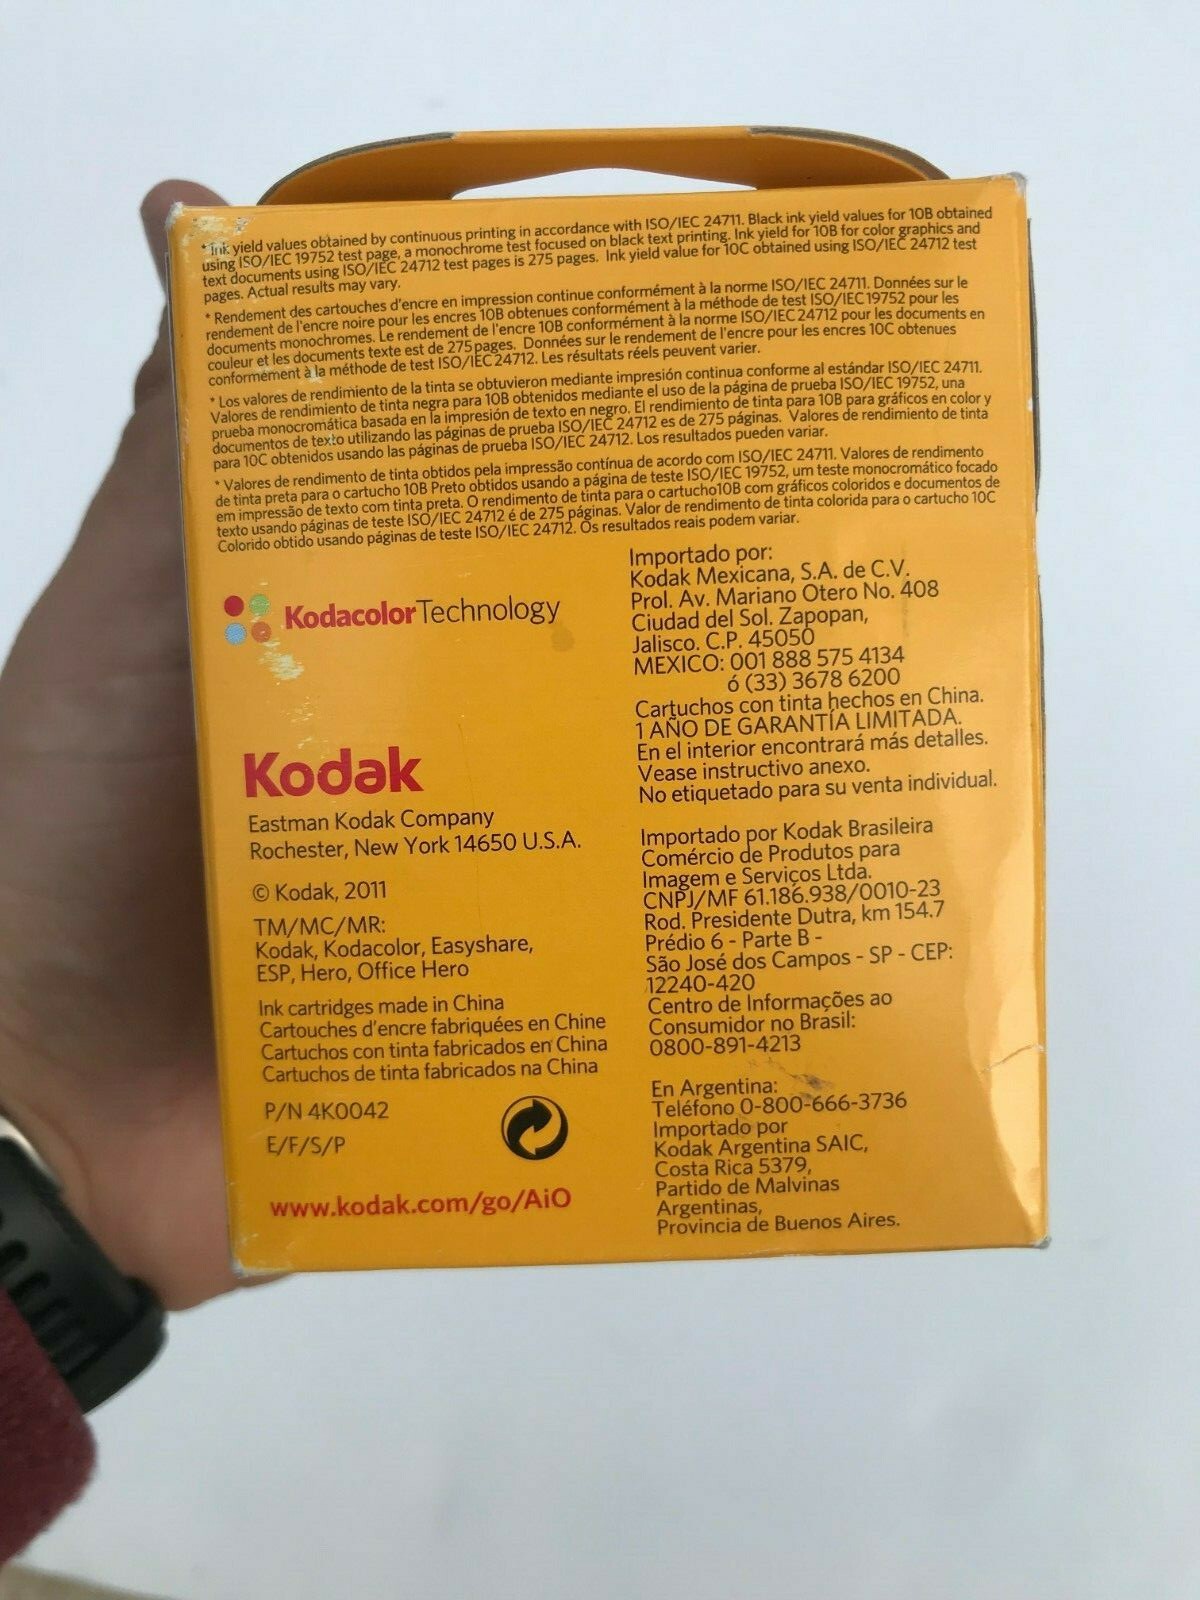 * Ink yield values obtained by continuous printing in accordance with ISO/IEC 24711. Black ink yield values for 10B obtained
using ISO/IEC 19752 test page, a monochrome test focused on black text printing. Ink yield for 10B for color graphics and
text documents using ISO/IEC 24712 test pages is 275 pages. Ink yield value for 10C obtained using ISO/IEC 24712 test
pages. Actual results may vary.
* Rendement des cartouches d'encre en impression continue conformément à la norme ISO/IEC 24711. Données sur le
rendement de l'encre noire pour les encres 10B obtenues conformément à la méthode de test ISO/IEC 19752 pour les
documents monochromes. Le rendement de l'encre 10B conformément à la norme ISO/IEC 24712 pour les documents en
couleur et les documents texte est de 275 pages. Données sur le rendement de l'encre pour les encres 10C obtenues
conformément à la méthode de test ISO/IEC 24712. Les résultats réels peuvent varier.
* Los valores de rendimiento de la tinta se obtuvieron mediante impresión continua conforme al estándar ISO/IEC 24711.
Valores de rendimiento de tinta negra para 10B obtenidos mediante el uso de la página de prueba ISO/IEC 19752, una
prueba monocromática basada en la impresión de texto en negro. El rendimiento de tinta para 10B para gráficos en color y
documentos de texto utilizando las páginas de prueba ISO/IEC 24712 es de 275 páginas. Valores de rendimiento de tinta
para 10C obtenidos usando las páginas de prueba ISO/IEC 24712. Los resultados pueden variar.
* Valores de rendimento de tinta obtidos pela impressão contínua de acordo com ISO/IEC 24711. Valores de rendimento
de tinta preta para o cartucho 10B Preto obtidos usando a página de teste ISO/IEC 19752, um teste monocromático focado
em impressão de texto com tinta preta. O rendimento de tinta para o cartucho10B com gráficos coloridos e documentos de
texto usando páginas de teste ISO/IEC 24712 é de 275 páginas. Valor de rendimento de tinta colorida para o cartucho 10C
Colorido obtido usando páginas de teste ISO/IEC 24712. Os resultados reais podem variar.
Kodacolor Technology
Kodak
Eastman Kodak Company
Rochester, New York 14650 U.S.A.
© Kodak, 2011
TM/MC/MR:
Kodak, Kodacolor, Easyshare,
ESP, Hero, Office Hero
Ink cartridges made in China
Cartouches d'encre fabriquées en Chine
Cartuchos con tinta fabricados en China
Cartuchos de tinta fabricados na China
P/N 4K0042
E/F/S/P
www.kodak.com/go/AiO
Importado por:
Kodak Mexicana, S.A. de C.V.
Prol. Av. Mariano Otero No. 408
Ciudad del Sol. Zapopan,
Jalisco. C.P. 45050
MEXICO: 001 888 575 4134
ó (33) 3678 6200
Cartuchos con tinta hechos en China.
1 AÑO DE GARANTÍA LIMITADA.
En el interior encontrará más detalles.
Vease instructivo anexo.
No etiquetado para su venta individual.
Importado por Kodak Brasileira
Comércio de Produtos para
Imagem e Serviços Ltda.
CNPJ/MF 61.186.938/0010-23
Rod. Presidente Dutra, km 154.7
Prédio 6 - Parte B -
São José dos Campos - SP - CEP:
12240-420
Centro de Informações ao
Consumidor no Brasil:
0800-891-4213
En Argentina:
Teléfono 0-800-666-3736
Importado por
Kodak Argentina SAIC,
Costa Rica 5379,
Partido de Malvinas
Argentinas,
Provincia de Buenos Aires.